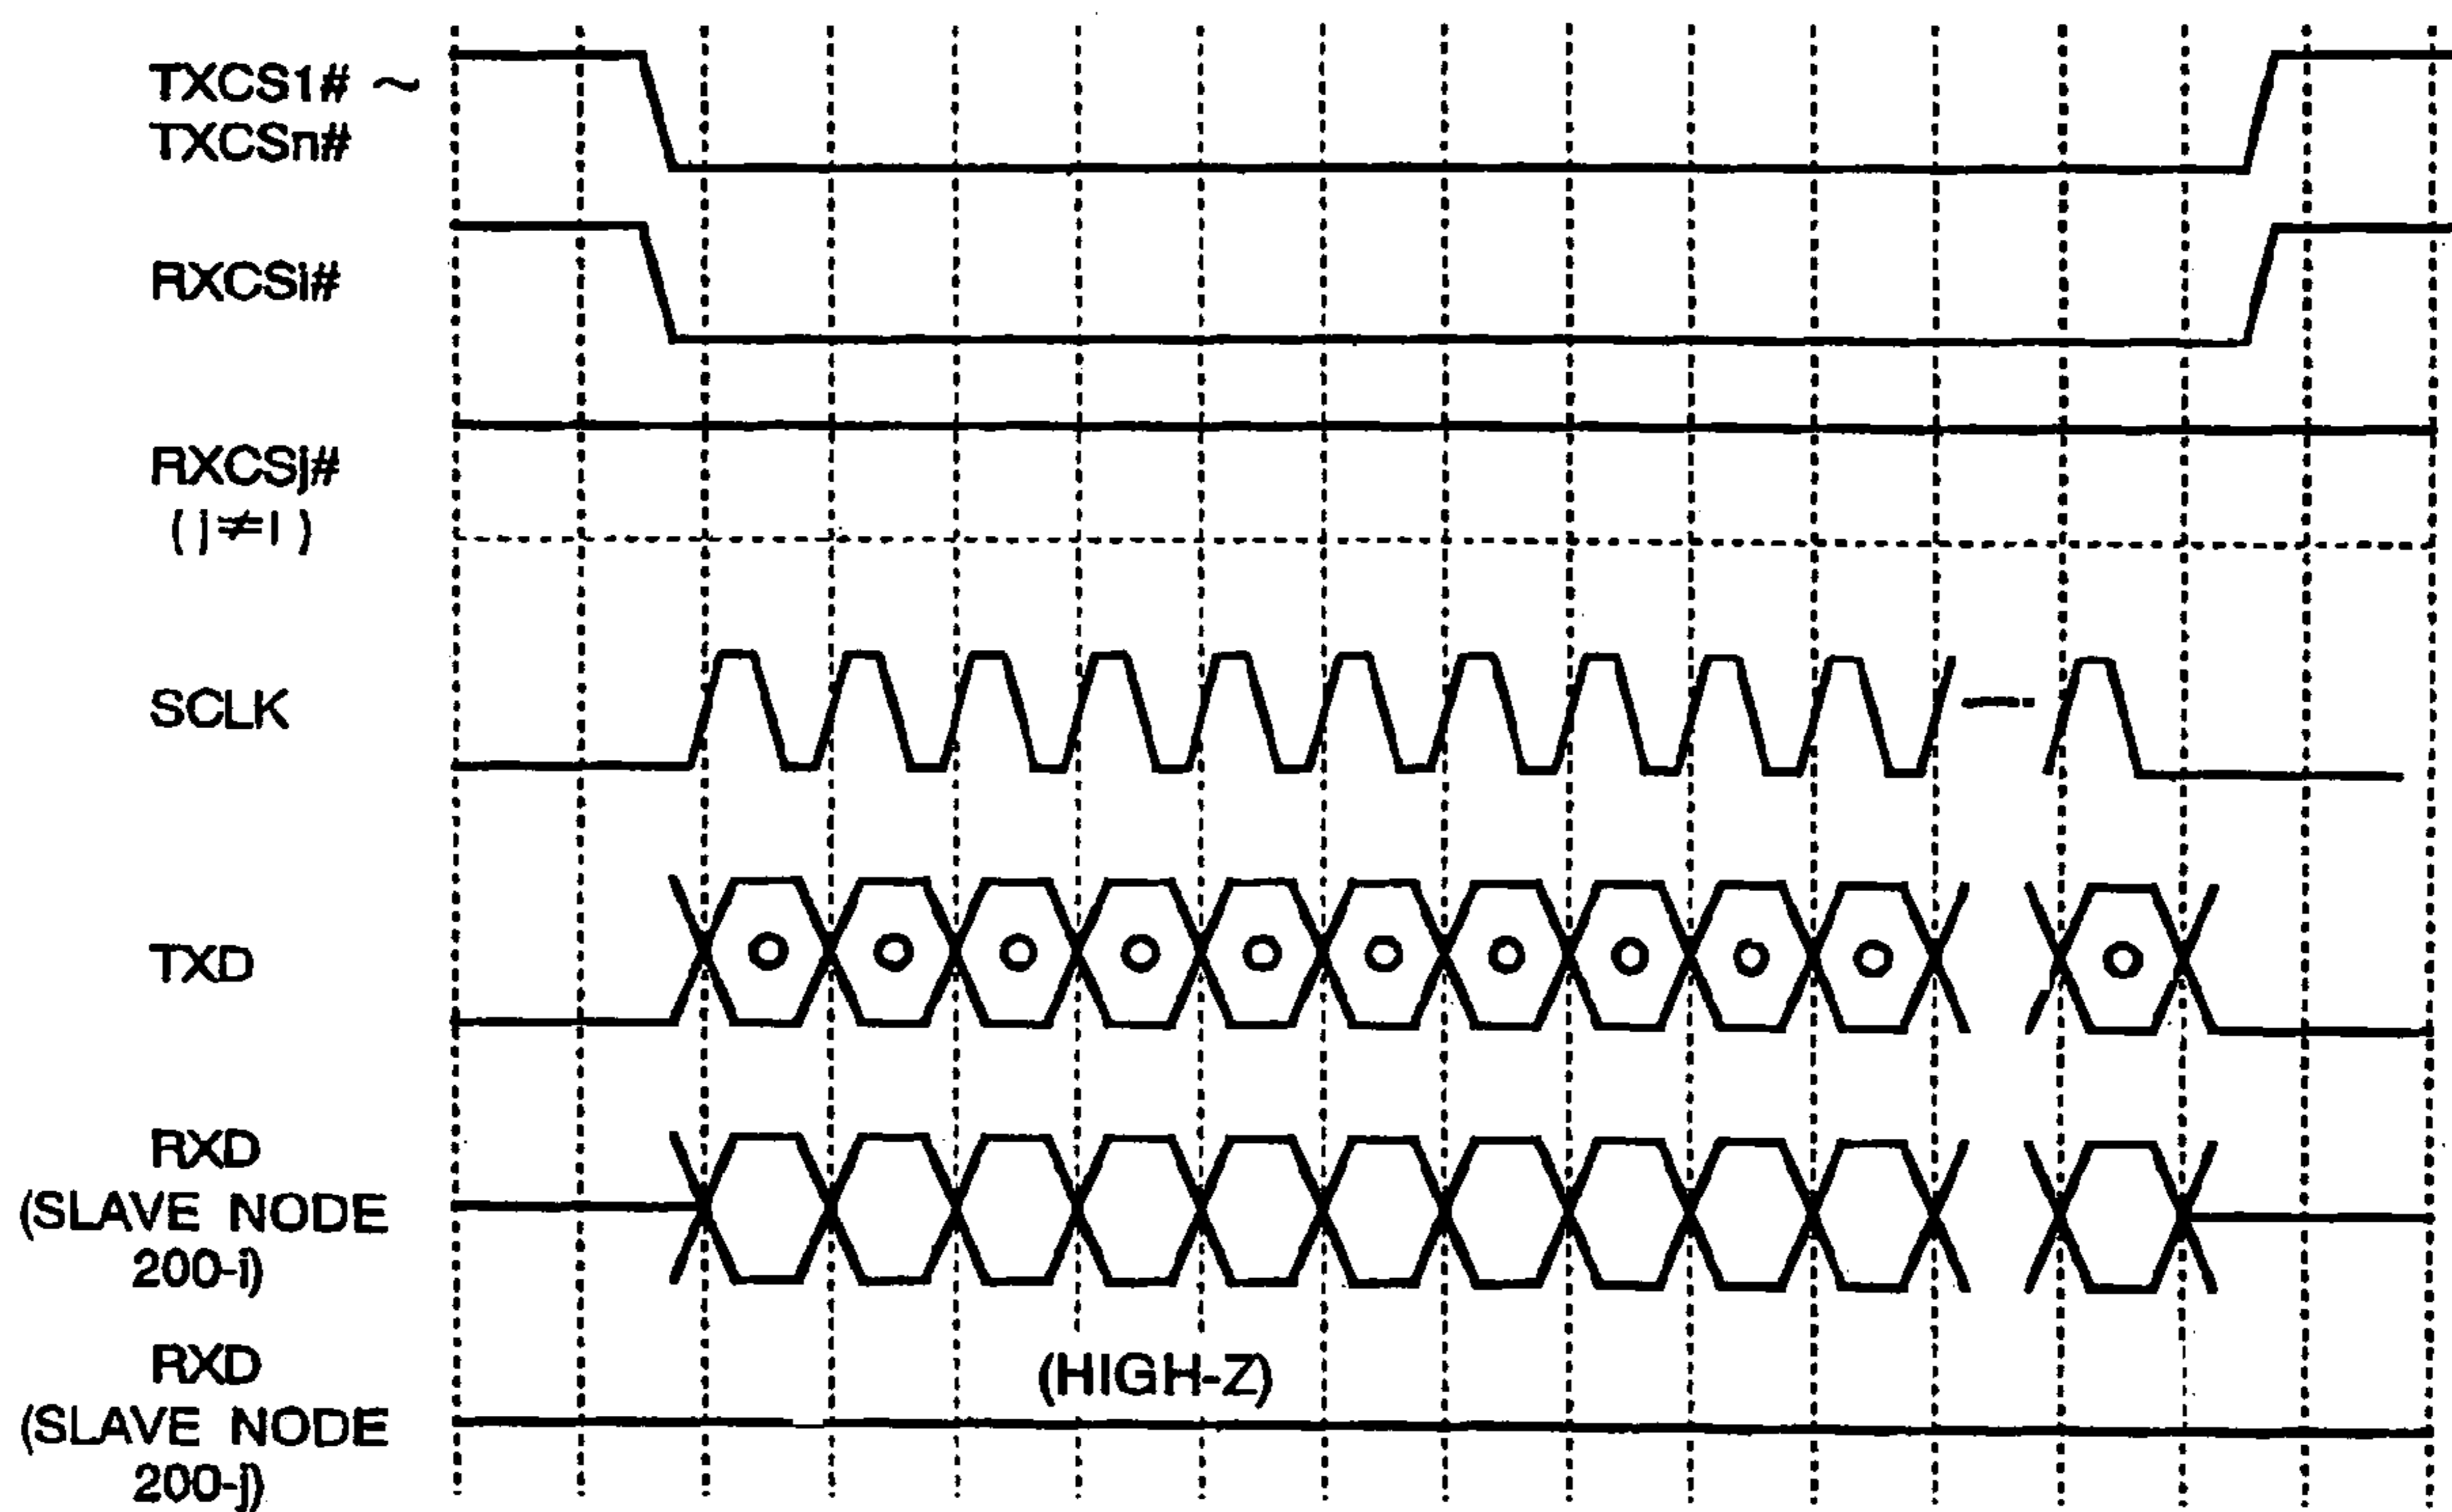 TXCS1# ~
TXCSn#
RXCSi#
RXCSj#
( j≠I )
SCLK
TXD
RXD
(SLAVE NODE
200-i)
RXD
(SLAVE NODE
200-j)
(HIGH-Z)